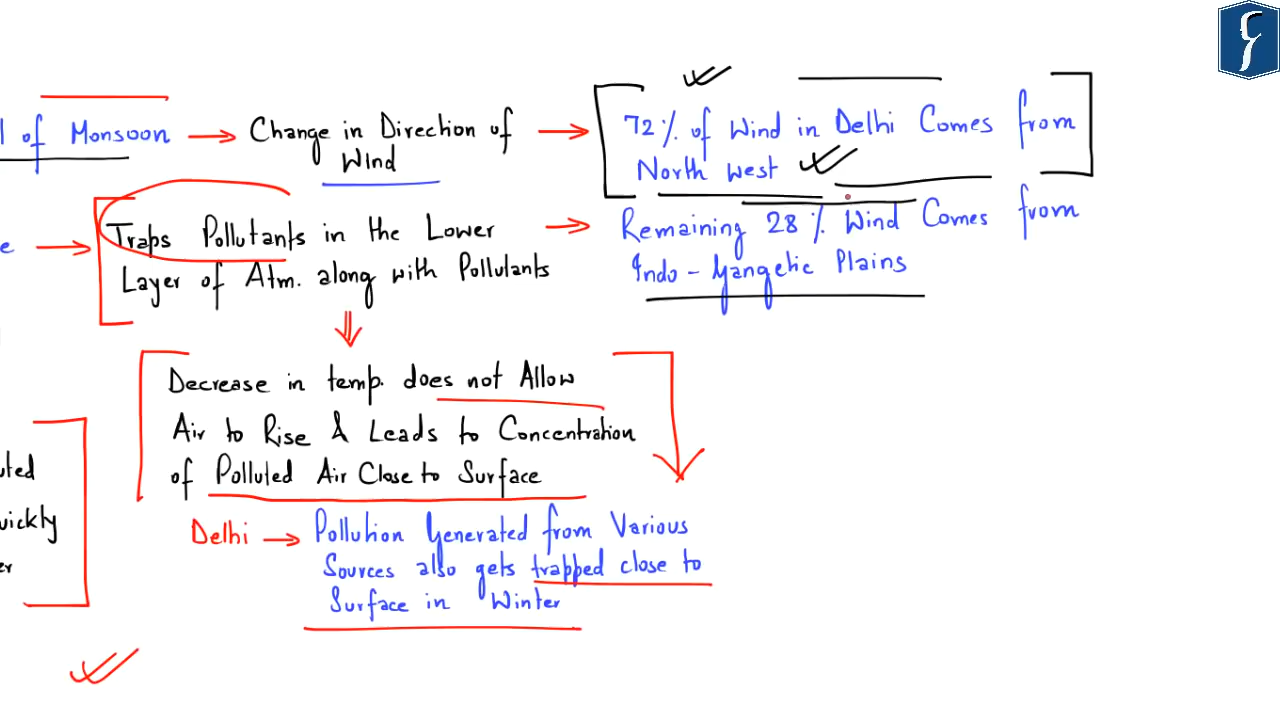 of Monsoon → Change in Direction of
Wind
→ 72% of Wind in Delhi Comes from
North west
→ Traps Pollutants in the Lower
Layer of Atm. along with Pollutants
→ Remaining 28% Wind Comes from
Indo - Gangetic Plains
Decrease in temp. does not Allow
Air to Rise & Leads to Concentration
of Polluted Air Close to Surface
Delhi → Pollution Generated from Various
Sources also gets trapped close to
Surface in Winter